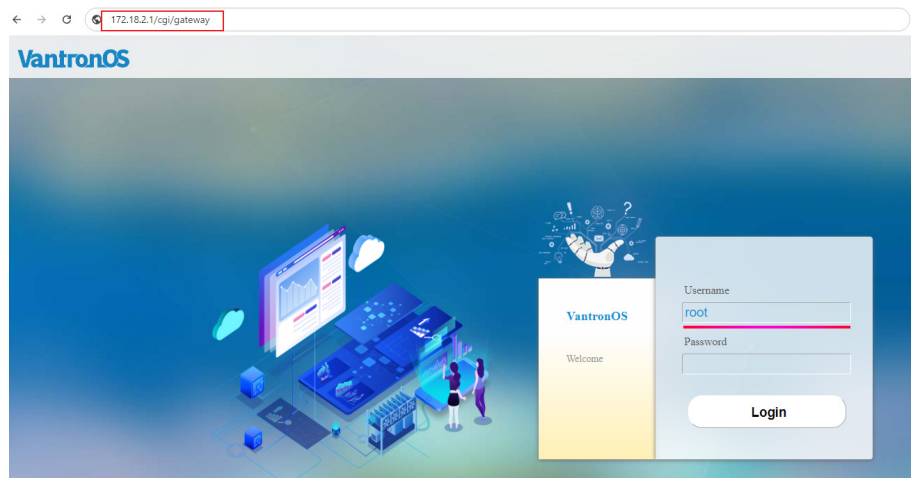 172.18.2.1/cgi/gateway
VantronOS
VantronOS
Welcome
Username
root
Password
Login